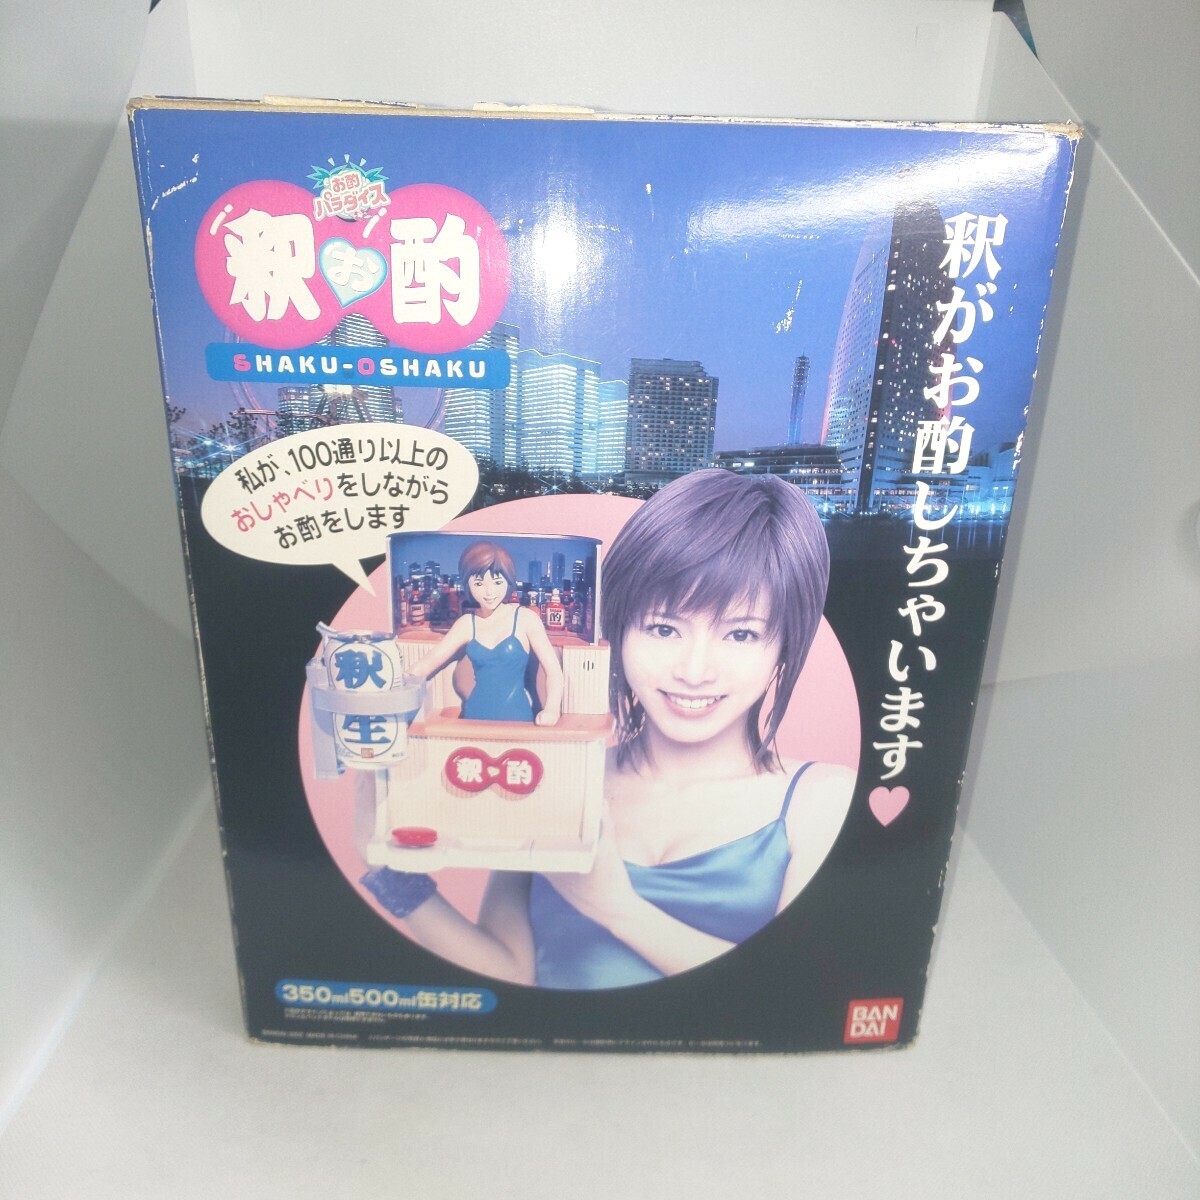 お酌
パラダイス
釈お酌
SHAKU-OSHAKU
釈がお酌しちゃいます♥
私が、100通り以上の
おしゃべりをしながら
お酌をします
酌
釈
生
釈♥酌
350ml500ml缶対応
BAN
DAI